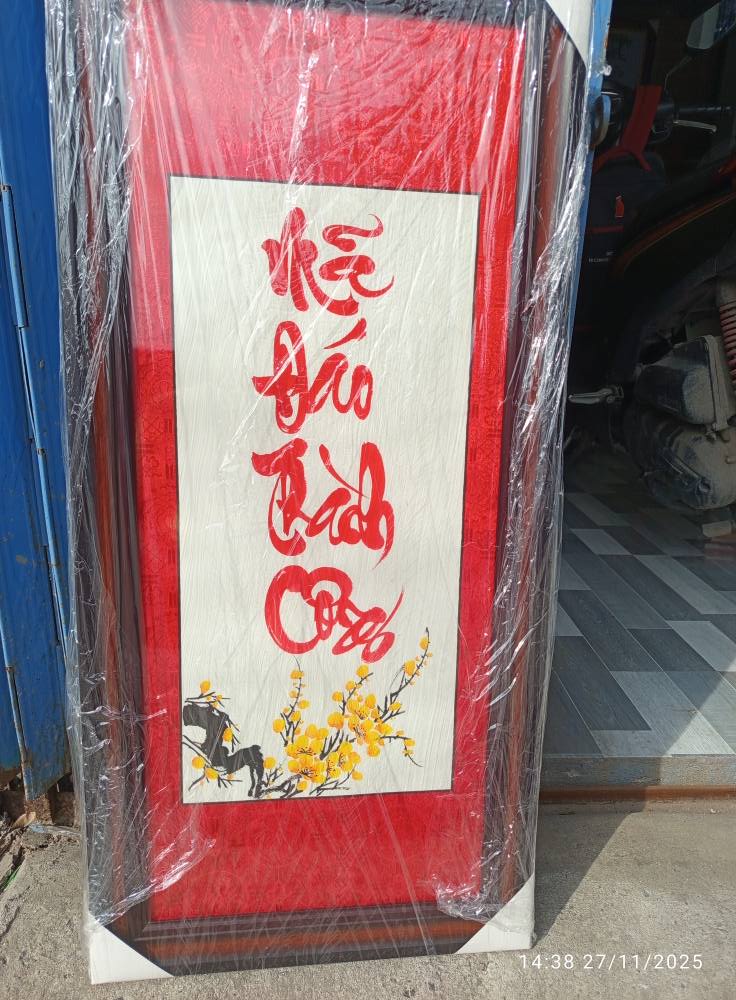 Mã
Đáo
Thành
Công
14:38 27/11/2025